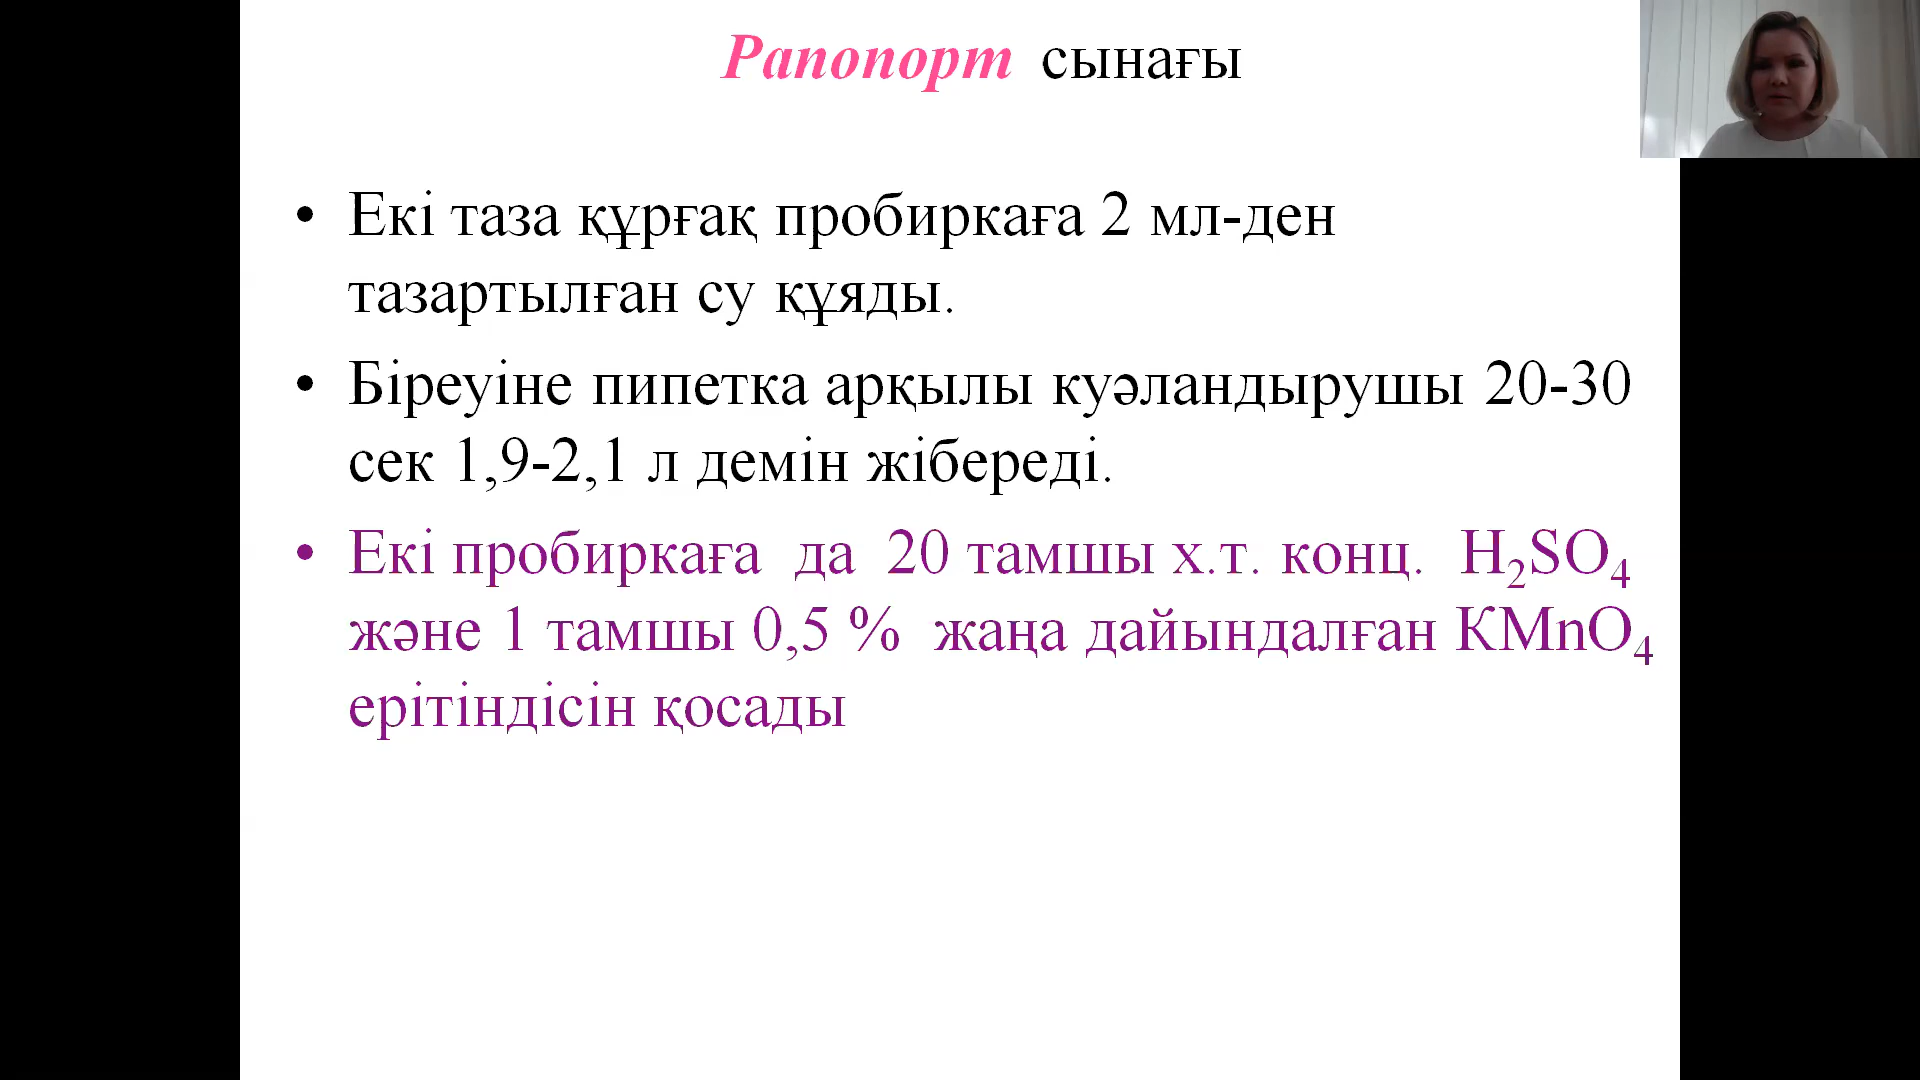 Рапопорт сынағы
• Екі таза құрғақ пробиркаға 2 мл-ден
тазартылған су құяды.
• Біреуіне пипетка арқылы куәландырушы 20-30
сек 1,9-2,1 л демін жібереді.
• Екі пробиркаға да 20 тамшы х.т. конц. H₂SO₄
және 1 тамшы 0,5 % жаңа дайындалған KMnO₄
ерітіндісін қосады